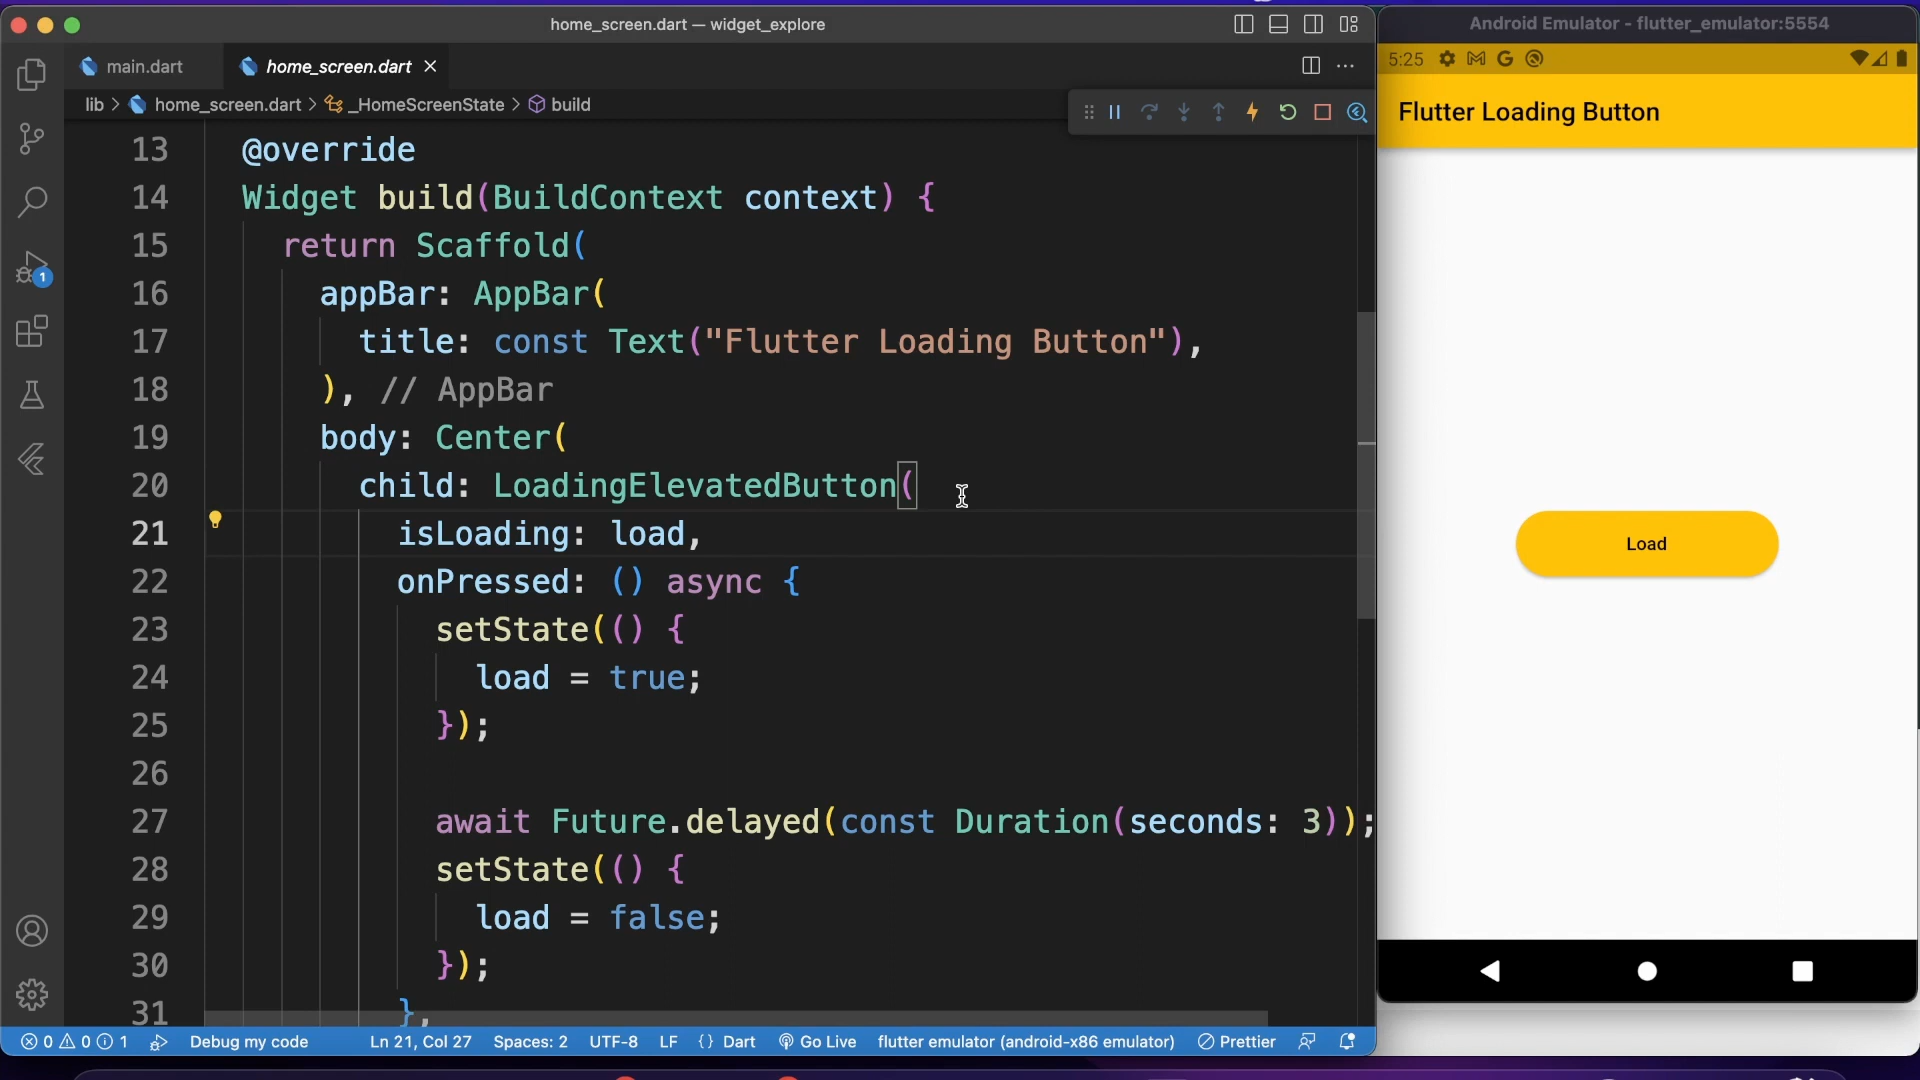 home_screen.dart — widget_explore
main.dart
home_screen.dart
lib > home_screen.dart > _HomeScreenState > build
13 @override
14 Widget build(BuildContext context) {
15 return Scaffold(
16 appBar: AppBar(
17 title: const Text("Flutter Loading Button"),
18 ), // AppBar
19 body: Center(
20 child: LoadingElevatedButton(
21 isLoading: load,
22 onPressed: () async {
23 setState(() {
24 load = true;
25 });
26
27 await Future.delayed(const Duration(seconds: 3));
28 setState(() {
29 load = false;
30 });
31 },
1
0 0 1 Debug my code Ln 21, Col 27 Spaces: 2 UTF-8 LF {} Dart Go Live flutter emulator (android-x86 emulator) Prettier
Android Emulator - flutter_emulator:5554
5:25
Flutter Loading Button
Load